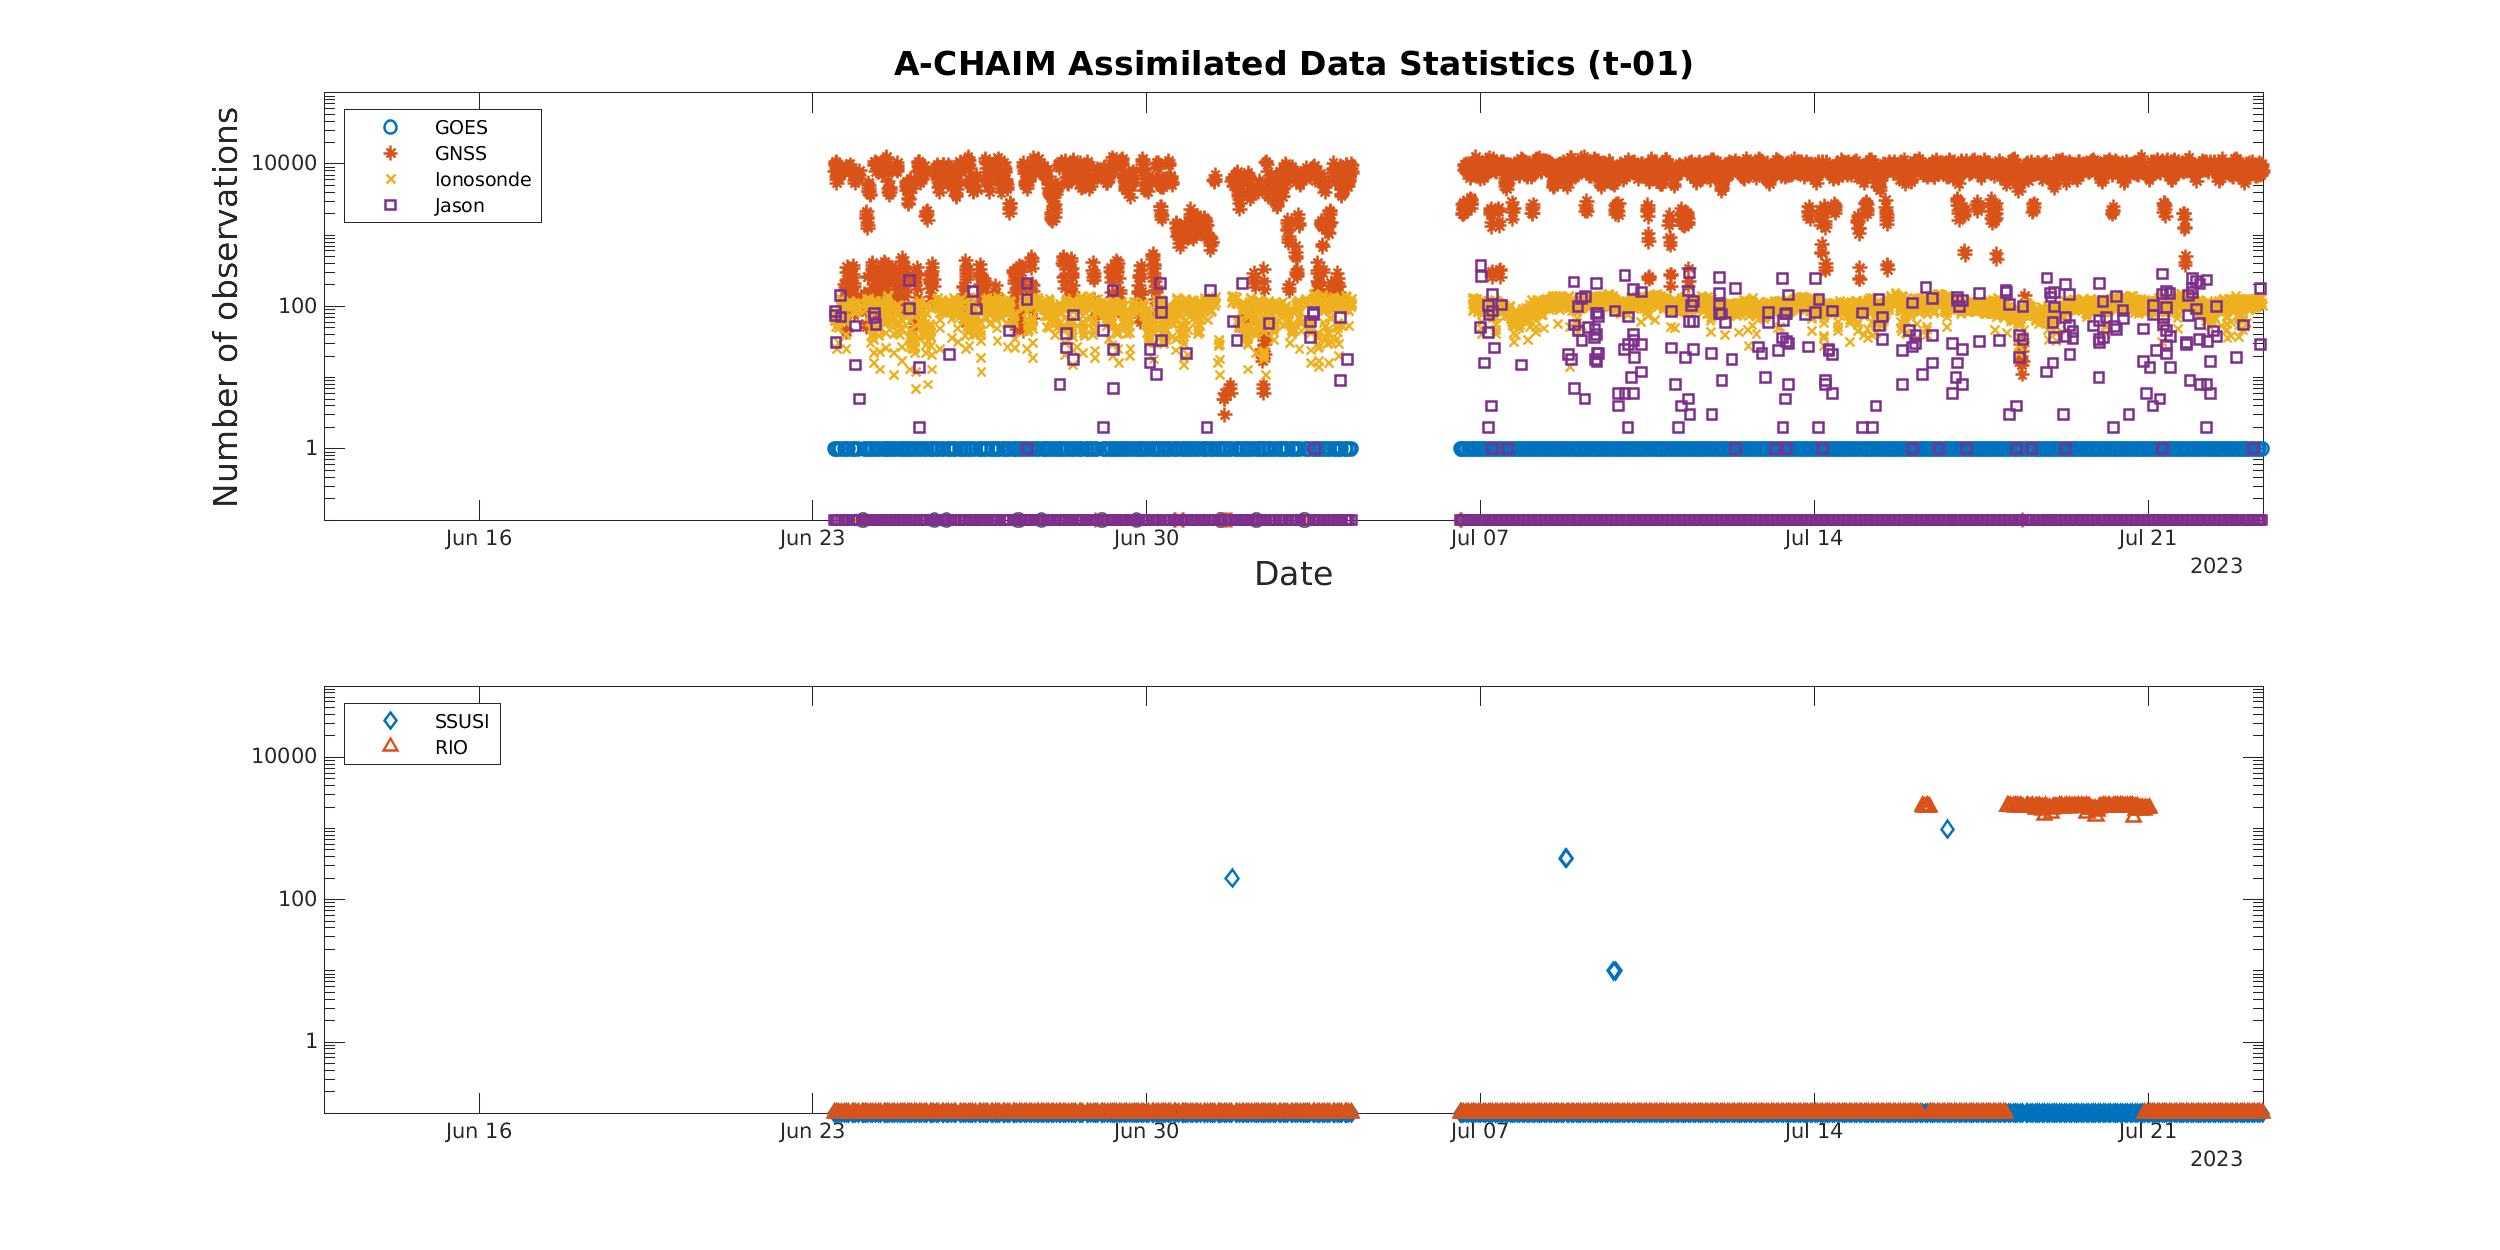 A-CHAIM Assimilated Data Statistics (t-01)
Number of observations
GOES
GNSS
Ionosonde
Jason
10000
100
1
Jun 16 Jun 23 Jun 30 Jul 07 Jul 14 Jul 21
2023
Date
SSUSI
RIO
10000
100
1
Jun 16 Jun 23 Jun 30 Jul 07 Jul 14 Jul 21
2023